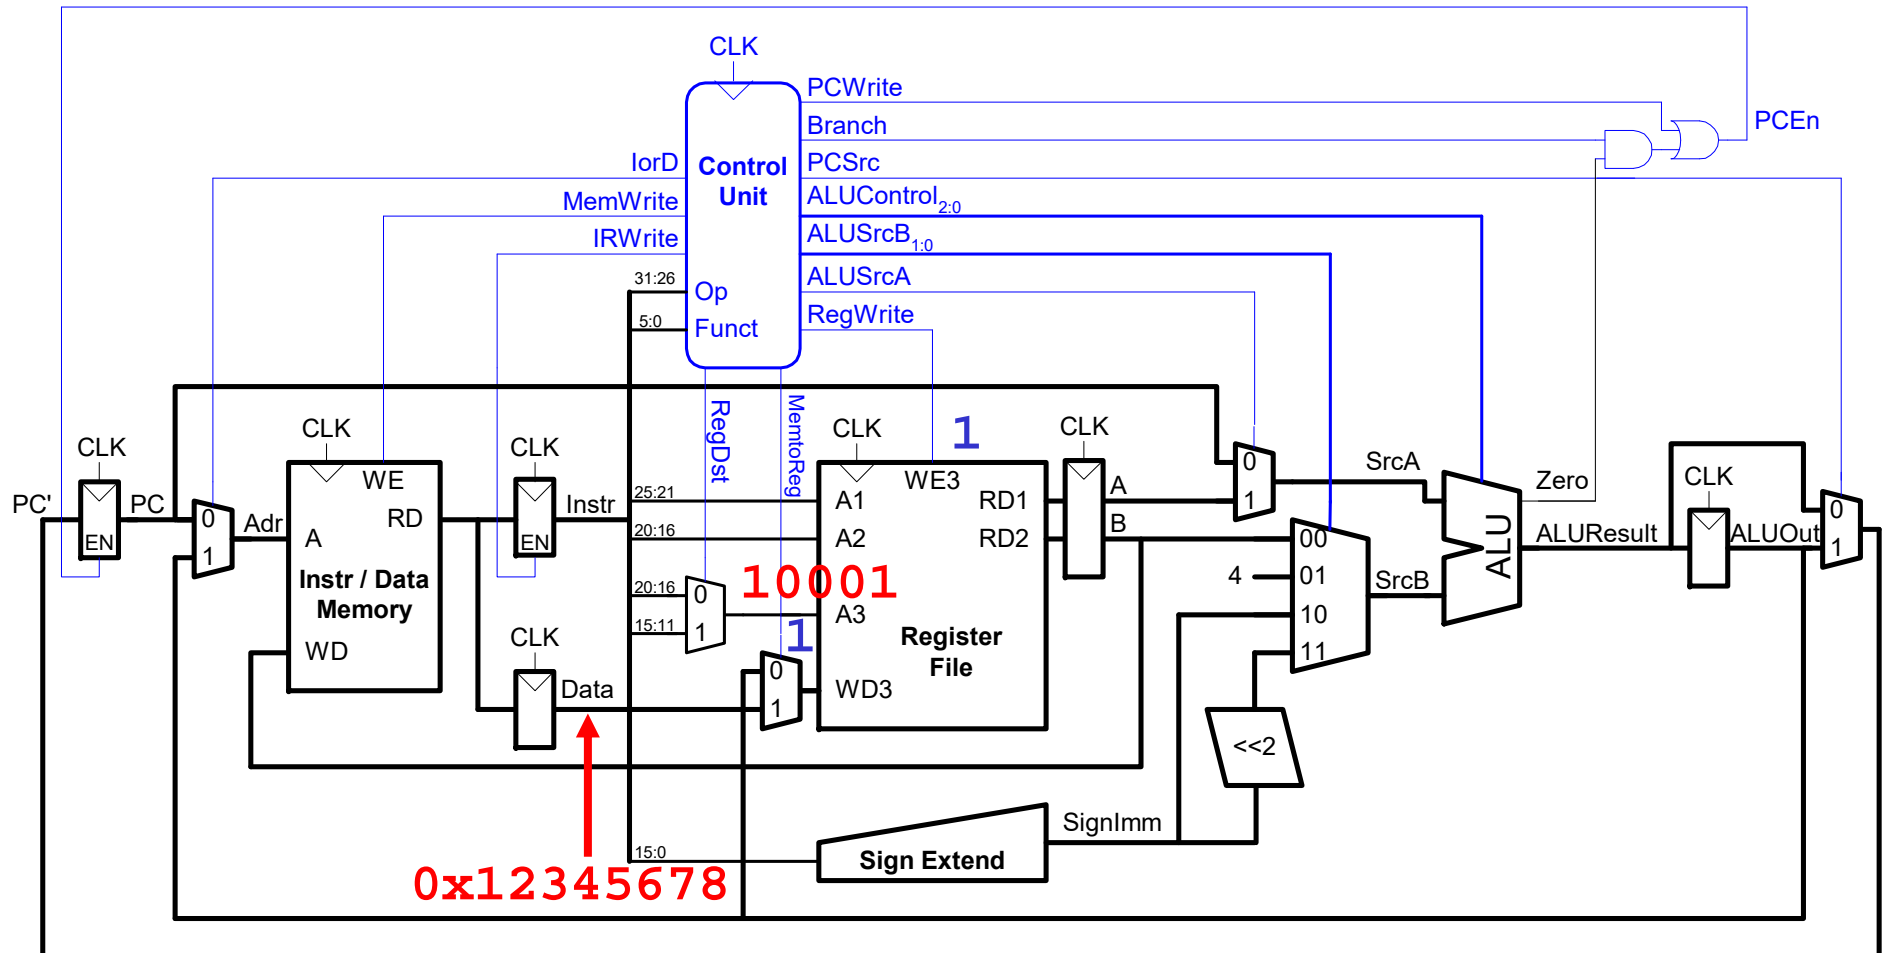 CLK
PCWrite
Branch
PCEn
IorD
Control
Unit
PCSrc
MemWrite
ALUControl2:0
IRWrite
ALUSrcB1:0
31:26
Op
ALUSrcA
5:0
Funct
RegWrite
RegDst
MemtoReg
CLK
CLK
CLK
CLK
1
CLK
PC'
PC
EN
0
1
Adr
WE
A
RD
Instr / Data
Memory
WD
Instr
EN
25:21
20:16
20:16
15:11
0
1
10001
1
A1
A2
A3
WD3
WE3
RD1
RD2
Register
File
A
B
0
1
SrcA
00
4
01
10
11
SrcB
ALU
Zero
ALUResult
CLK
ALUOut
0
1
CLK
Data
0
1
<<2
SignImm
15:0
Sign Extend
0x12345678